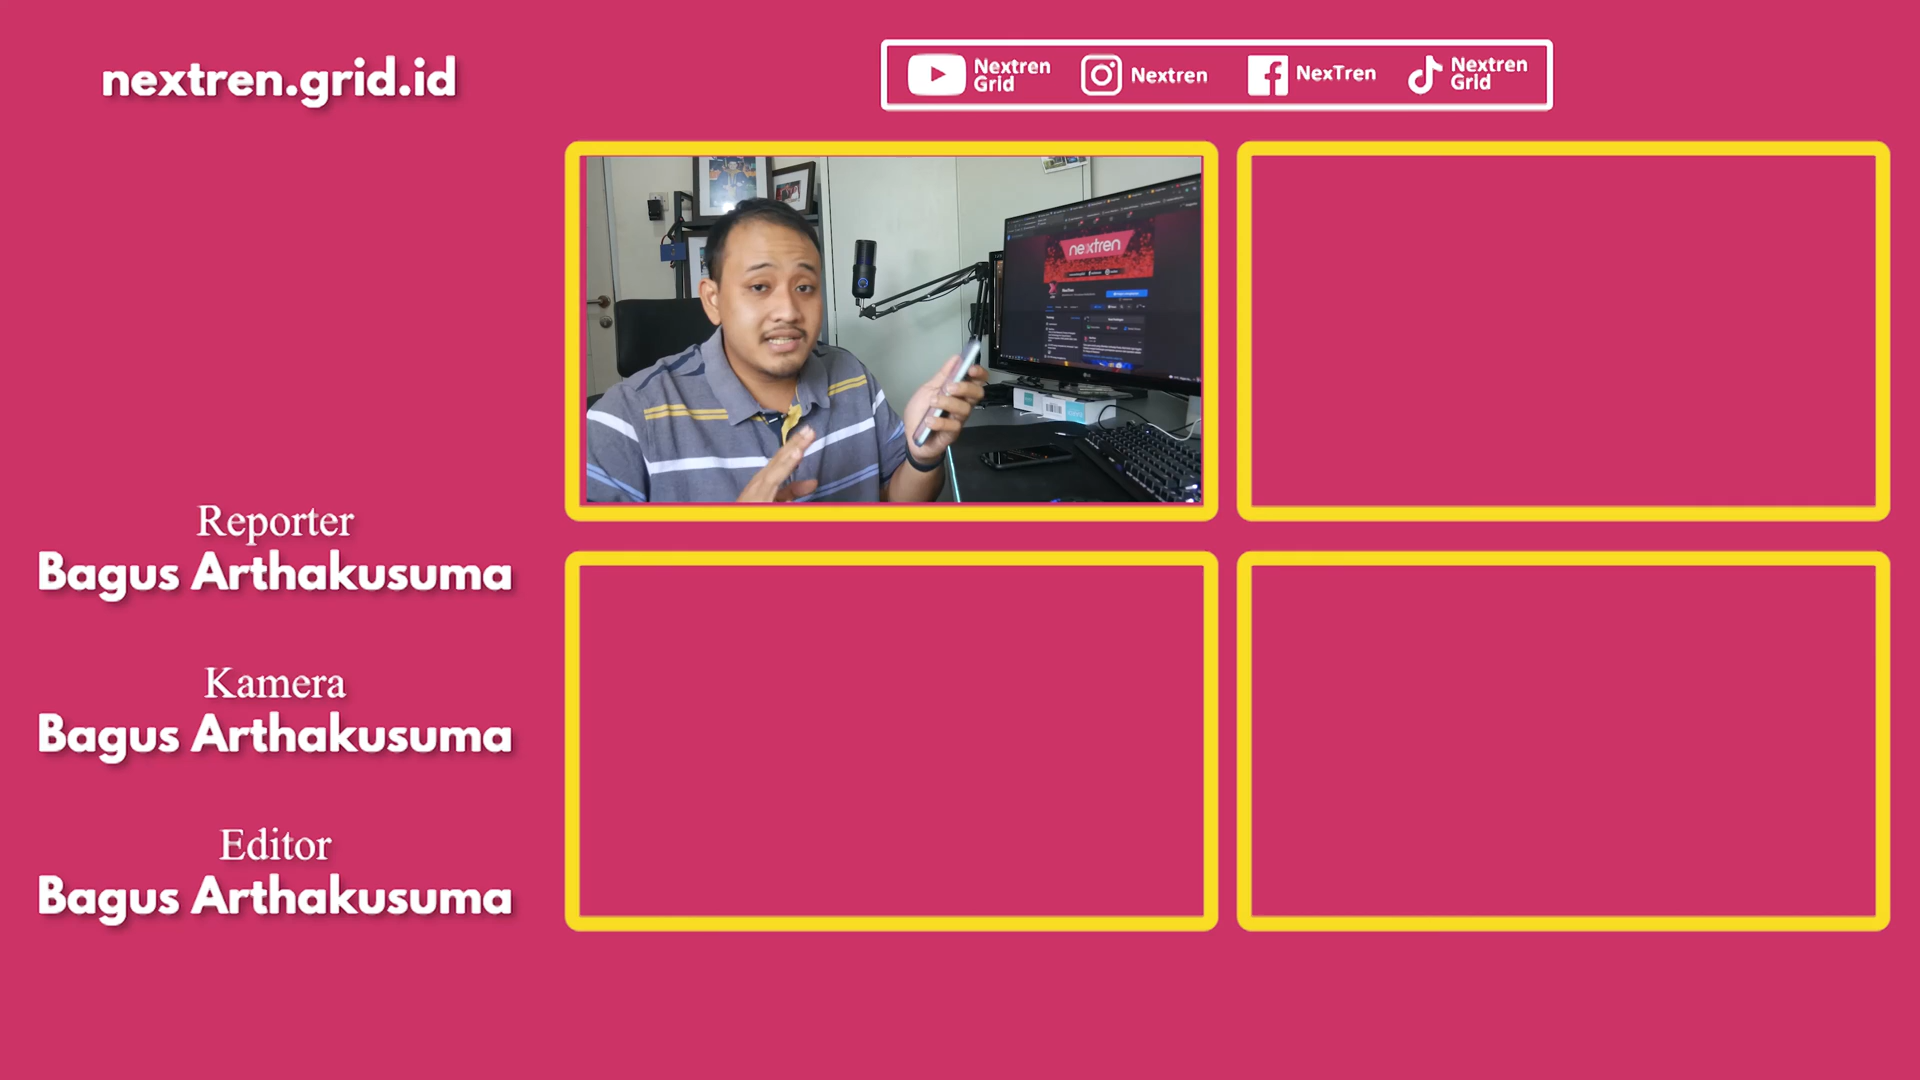 nextren.grid.id
Nextren
Grid
Nextren
NexTren
Nextren
Grid
nextren
Reporter
Bagus Arthakusuma
Kamera
Bagus Arthakusuma
Editor
Bagus Arthakusuma